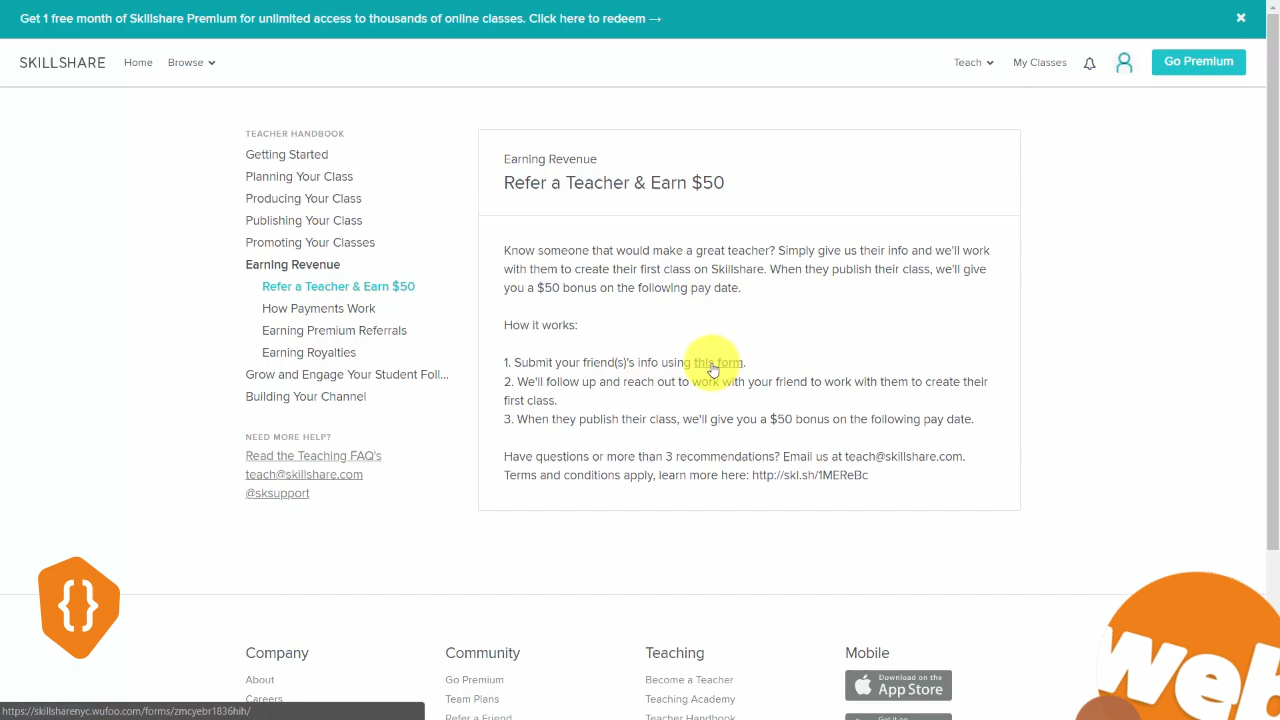 Get 1 free month of Skillshare Premium for unlimited access to thousands of online classes. Click here to redeem → ×
SKILLSHARE Home Browse Teach My Classes Go Premium
TEACHER HANDBOOK
Getting Started
Planning Your Class
Producing Your Class
Publishing Your Class
Promoting Your Classes
Earning Revenue
Refer a Teacher & Earn $50
How Payments Work
Earning Premium Referrals
Earning Royalties
Grow and Engage Your Student Foll...
Building Your Channel
NEED MORE HELP?
Read the Teaching FAQ's
teach@skillshare.com
@sksupport
Earning Revenue
Refer a Teacher & Earn $50
Know someone that would make a great teacher? Simply give us their info and we'll work
with them to create their first class on Skillshare. When they publish their class, we'll give
you a $50 bonus on the following pay date.
How it works:
1. Submit your friend(s)'s info using this form.
2. We'll follow up and reach out to work with your friend to work with them to create their
first class.
3. When they publish their class, we'll give you a $50 bonus on the following pay date.
Have questions or more than 3 recommendations? Email us at teach@skillshare.com.
Terms and conditions apply, learn more here: http://skl.sh/1MEReBc
{}
Web
Company
About
Careers
Community
Go Premium
Team Plans
Refer a Friend
Teaching
Become a Teacher
Teaching Academy
Teacher Handbook
Mobile
Download on the
App Store
Get it on
https://skillsharenyc.wufoo.com/forms/zmcyebr1836hih/